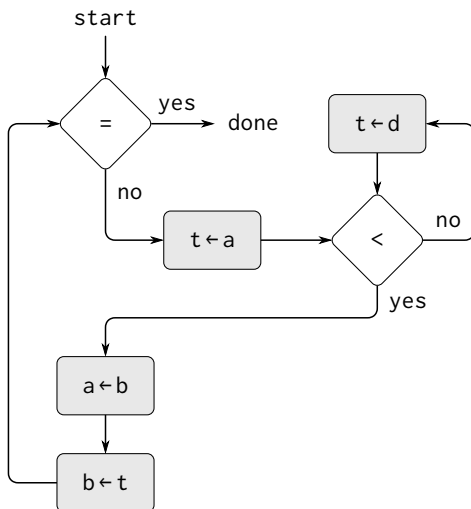 start
=
yes
done
t←d
no
t←a
<
no
yes
a←b
b←t